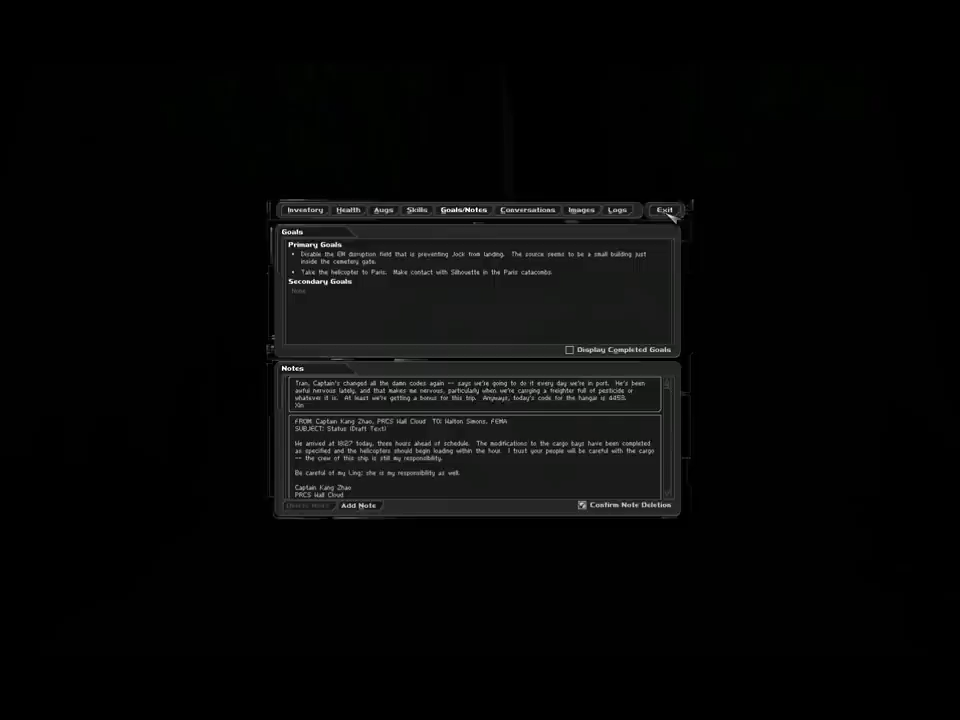 Inventory Health Augs Skills Goals/Notes Conversations Images Logs Exit
Goals
Primary Goals
• Disable the EM disruption field that is preventing Jock from landing. The source seems to be a small building just
inside the cemetery gate.
• Take the helicopter to Paris. Make contact with Silhouette in the Paris catacombs.
Secondary Goals
None
Display Completed Goals
Notes
Tran, Captain's changed all the damn codes again -- says we're going to do it every day we're in port. He's been
awful nervous lately, and that makes me nervous, particularly when we're carrying a freighter full of pesticide or
whatever it is. At least we're getting a bonus for this trip. Anyways, today's code for the hangar is
Xin
FROM: Captain Kang Zhao, PRCS Wall Cloud TO: Walton Simons, FEMA
SUBJECT: Status (Draft Text)
We arrived at 1827 today, three hours ahead of schedule. The modifications to the cargo bays have been completed
as specified and the helicopters should begin loading within the hour. I trust your people will be careful with the cargo
-- the crew of this ship is still my responsibility.
Be careful of my Ling; she is my responsibility as well.
Captain Kang Zhao
PRCS Wall Cloud
Delete Note Add Note Confirm Note Deletion